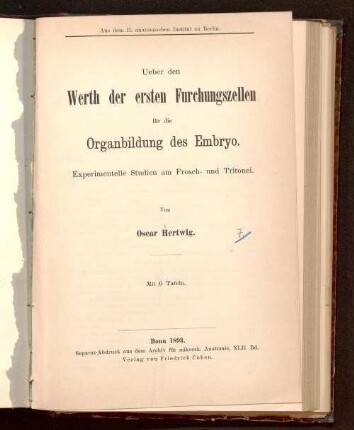 Aus dem II. anatomischen Institut zu Berlin.
Ueber den
Werth der ersten Furchungszellen
für die
Organbildung des Embryo.
Experimentelle Studien am Frosch- und Tritonei.
Von
Oscar Hertwig.
7
Mit 6 Tafeln.
Bonn 1893.
Separat-Abdruck aus dem Archiv für mikrosk. Anatomie, XLII. Bd.
Verlag von Friedrich Cohen.